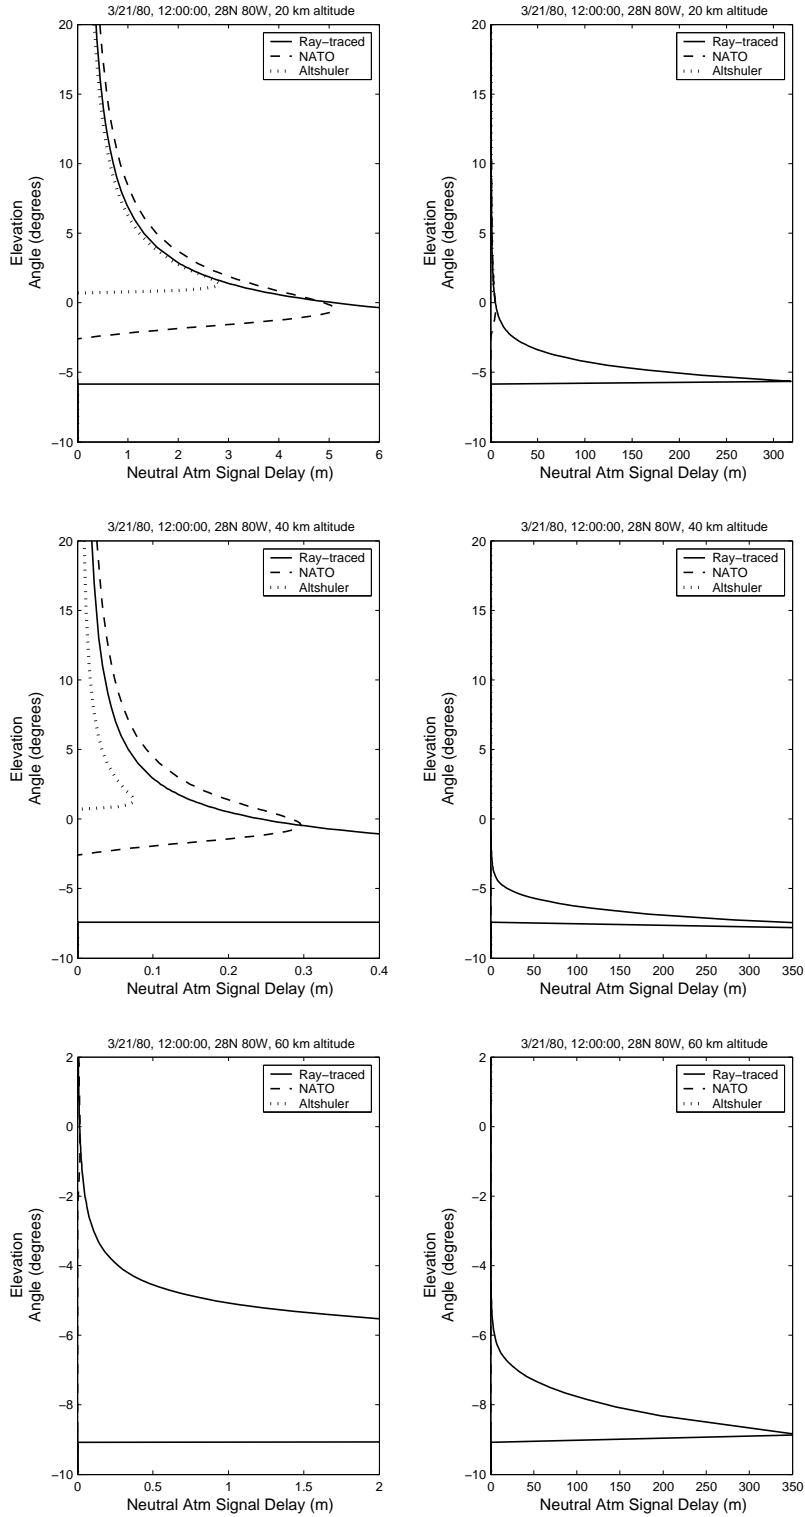 3/21/80, 12:00:00, 28N 80W, 20 km altitude
20
15
10
5
0
−5
−10
Elevation
Angle (degrees)
Ray−traced
NATO
Altshuler
0
1
2
3
4
5
6
Neutral Atm Signal Delay (m)
3/21/80, 12:00:00, 28N 80W, 20 km altitude
20
15
10
5
0
−5
−10
Elevation
Angle (degrees)
Ray−traced
NATO
Altshuler
0
50
100
150
200
250
300
Neutral Atm Signal Delay (m)
3/21/80, 12:00:00, 28N 80W, 40 km altitude
20
15
10
5
0
−5
−10
Elevation
Angle (degrees)
Ray−traced
NATO
Altshuler
0
0.1
0.2
0.3
0.4
Neutral Atm Signal Delay (m)
3/21/80, 12:00:00, 28N 80W, 40 km altitude
20
15
10
5
0
−5
−10
Elevation
Angle (degrees)
Ray−traced
NATO
Altshuler
0
50
100
150
200
250
300
350
Neutral Atm Signal Delay (m)
3/21/80, 12:00:00, 28N 80W, 60 km altitude
2
0
−2
−4
−6
−8
−10
Elevation
Angle (degrees)
Ray−traced
NATO
Altshuler
0
0.5
1
1.5
2
Neutral Atm Signal Delay (m)
3/21/80, 12:00:00, 28N 80W, 60 km altitude
2
0
−2
−4
−6
−8
−10
Elevation
Angle (degrees)
Ray−traced
NATO
Altshuler
0
50
100
150
200
250
300
350
Neutral Atm Signal Delay (m)